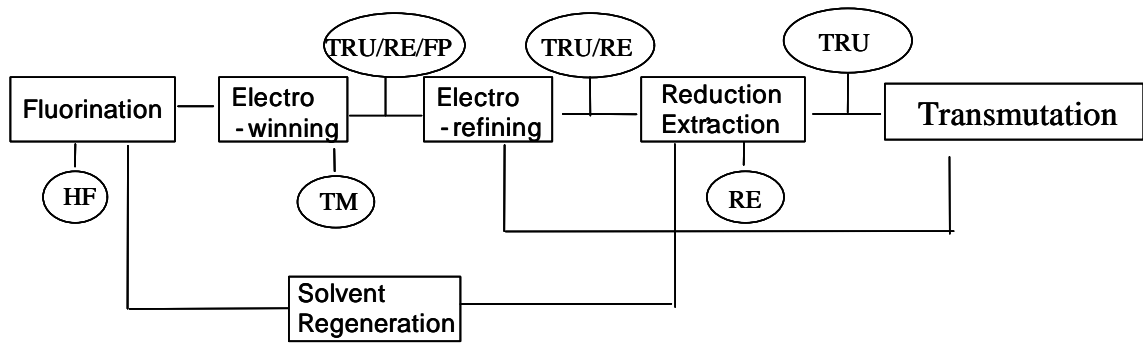 TRU/RE/FP
TRU/RE
TRU
Fluorination
Electro
-winning
Electro
-refining
Reduction
Extraction
Transmutation
HF
TM
RE
Solvent
Regeneration